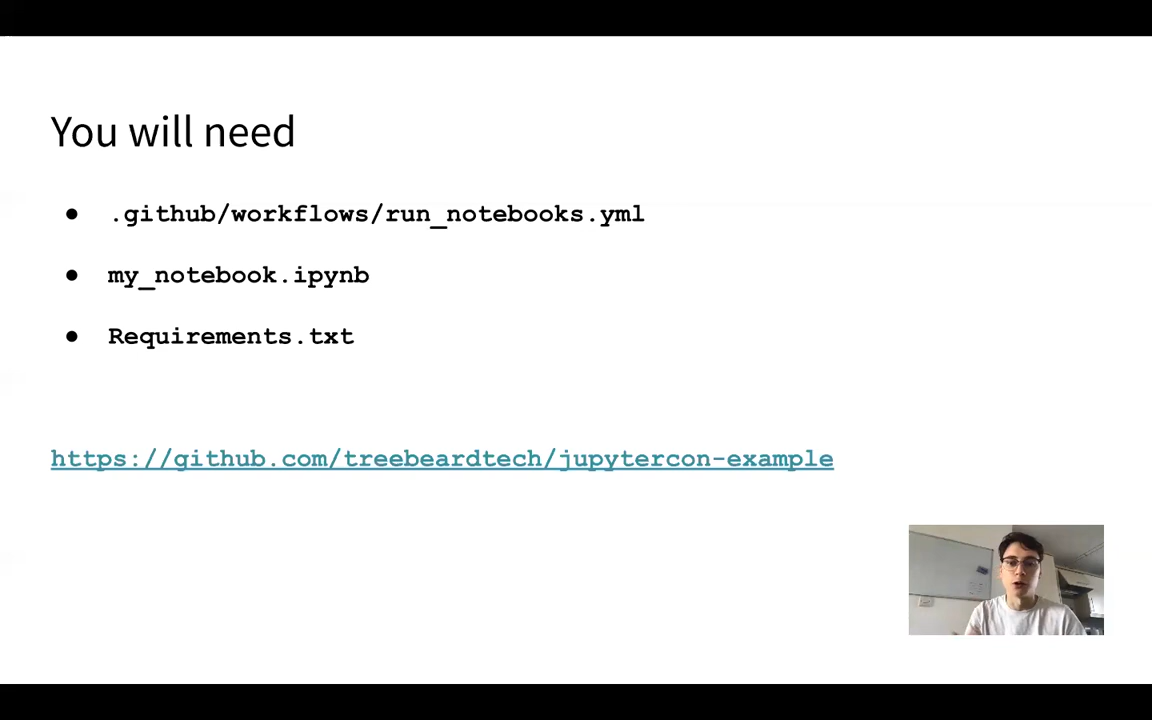 You will need
● .github/workflows/run_notebooks.yml
● my_notebook.ipynb
● Requirements.txt
https://github.com/treebeardtech/jupytercon-example